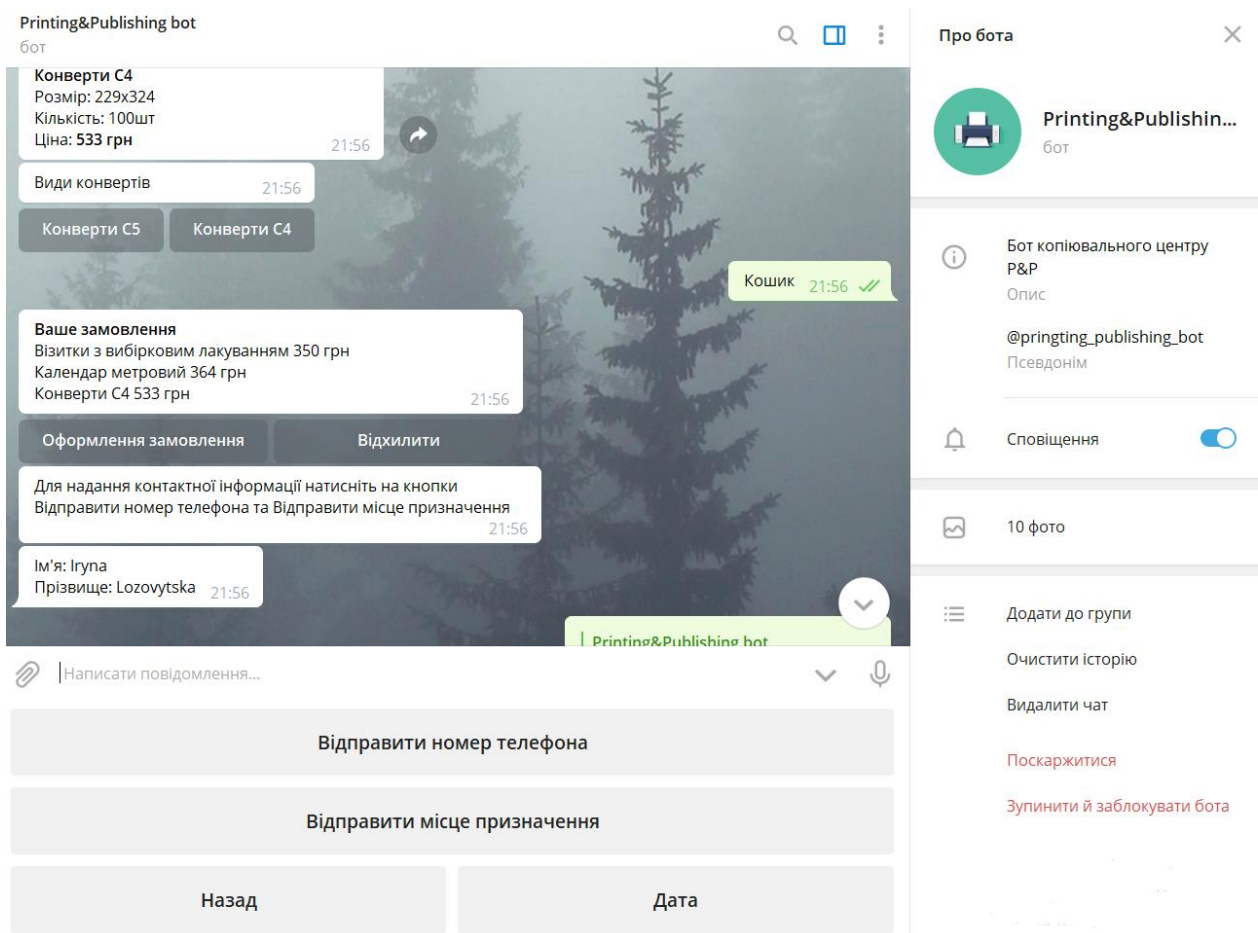 Printing&Publishing bot
бот
Конверти С4
Розмір: 229х324
Кількість: 100шт
Ціна: 533 грн
21:56
Види конвертів
21:56
Конверти С5
Конверти С4
Кошик 21:56
Ваше замовлення
Візитки з вибірковим лакуванням 350 грн
Календар метровий 364 грн
Конверти С4 533 грн
21:56
Оформлення замовлення
Відхилити
Для надання контактної інформації натисніть на кнопки
Відправити номер телефона та Відправити місце призначення
21:56
Ім'я: Iryna
Прізвище: Lozovytska 21:56
Printing&Publishing bot
Написати повідомлення...
Відправити номер телефона
Відправити місце призначення
Назад
Дата
Про бота
Printing&Publishin...
бот
Бот копіювального центру
P&P
Опис
@pringting_publishing_bot
Псевдонім
Сповіщення
10 фото
Додати до групи
Очистити історію
Видалити чат
Поскаржитися
Зупинити й заблокувати бота